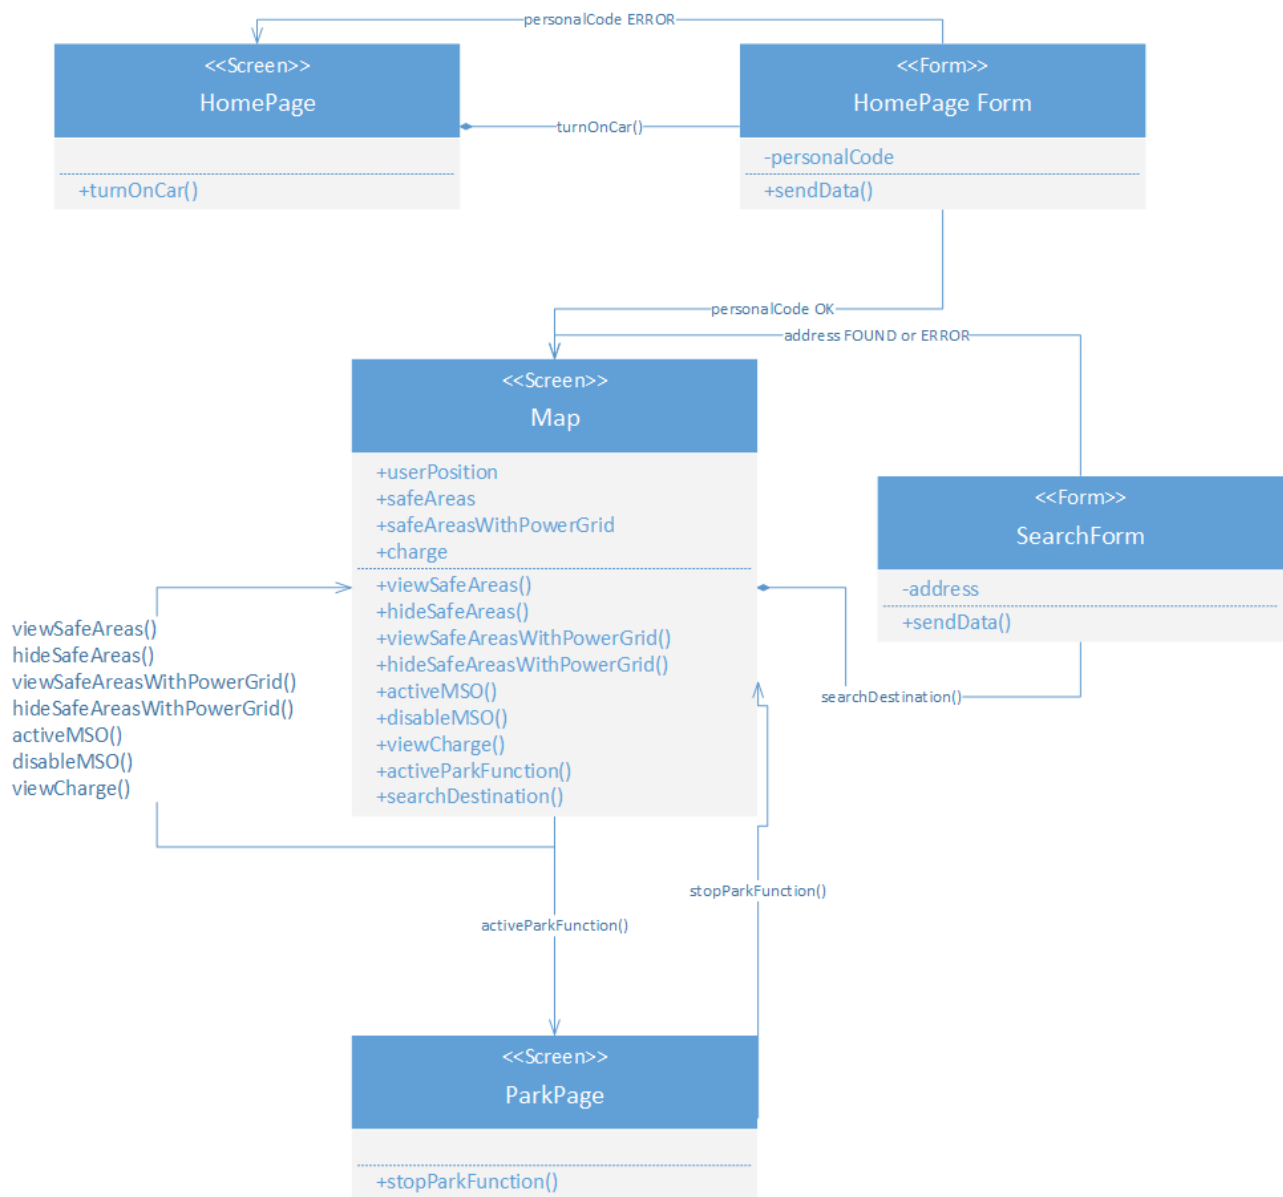 personalCode ERROR
<<Screen>>
HomePage
+turnOnCar()
turnOnCar()
<<Form>>
HomePage Form
-personalCode
+sendData()
personalCode OK
address FOUND or ERROR
<<Screen>>
Map
+userPosition
+safeAreas
+safeAreasWithPowerGrid
+charge
+viewSafeAreas()
+hideSafeAreas()
+viewSafeAreasWithPowerGrid()
+hideSafeAreasWithPowerGrid()
+activeMSO()
+disableMSO()
+viewCharge()
+activeParkFunction()
+searchDestination()
<<Form>>
SearchForm
-address
+sendData()
searchDestination()
viewSafeAreas()
hideSafeAreas()
viewSafeAreasWithPowerGrid()
hideSafeAreasWithPowerGrid()
activeMSO()
disableMSO()
viewCharge()
stopParkFunction()
activeParkFunction()
<<Screen>>
ParkPage
+stopParkFunction()